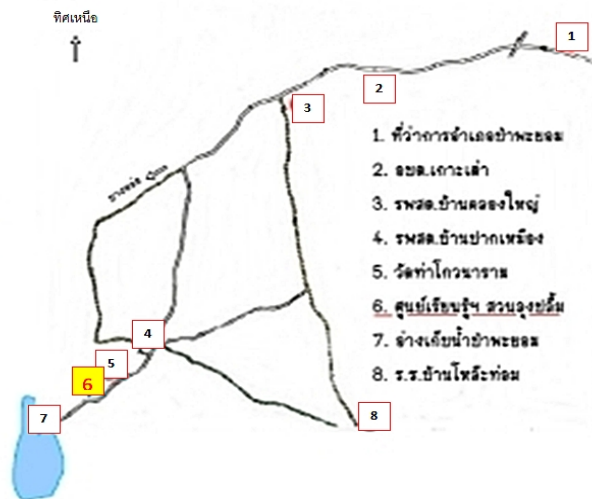 ทิศเหนือ
1
2
3
1. ที่ว่าการอำเภอป่าพะยอม
2. อบต.เกาะเต่า
3. รพสต.บ้านคลองใหญ่
4. รพสต.บ้านปากเหมือง
5. วัดท่าโกวนาราม
6. ศูนย์เรียนรู้ฯ สวนลุงปลื้ม
7. อ่างเก็บน้ำป่าพะยอม
8. ร.ร.บ้านโหล๊ะท่อม
4
5
6
7
8